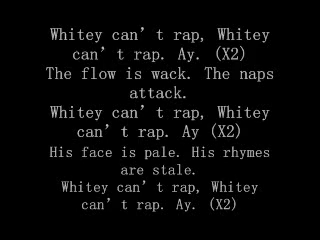 Whitey can’t rap, Whitey
can’t rap. Ay. (X2)
The flow is wack. The naps
attack.
Whitey can’t rap, Whitey
can’t rap. Ay (X2)
His face is pale. His rhymes
are stale.
Whitey can’t rap, Whitey
can’t rap. Ay. (X2)